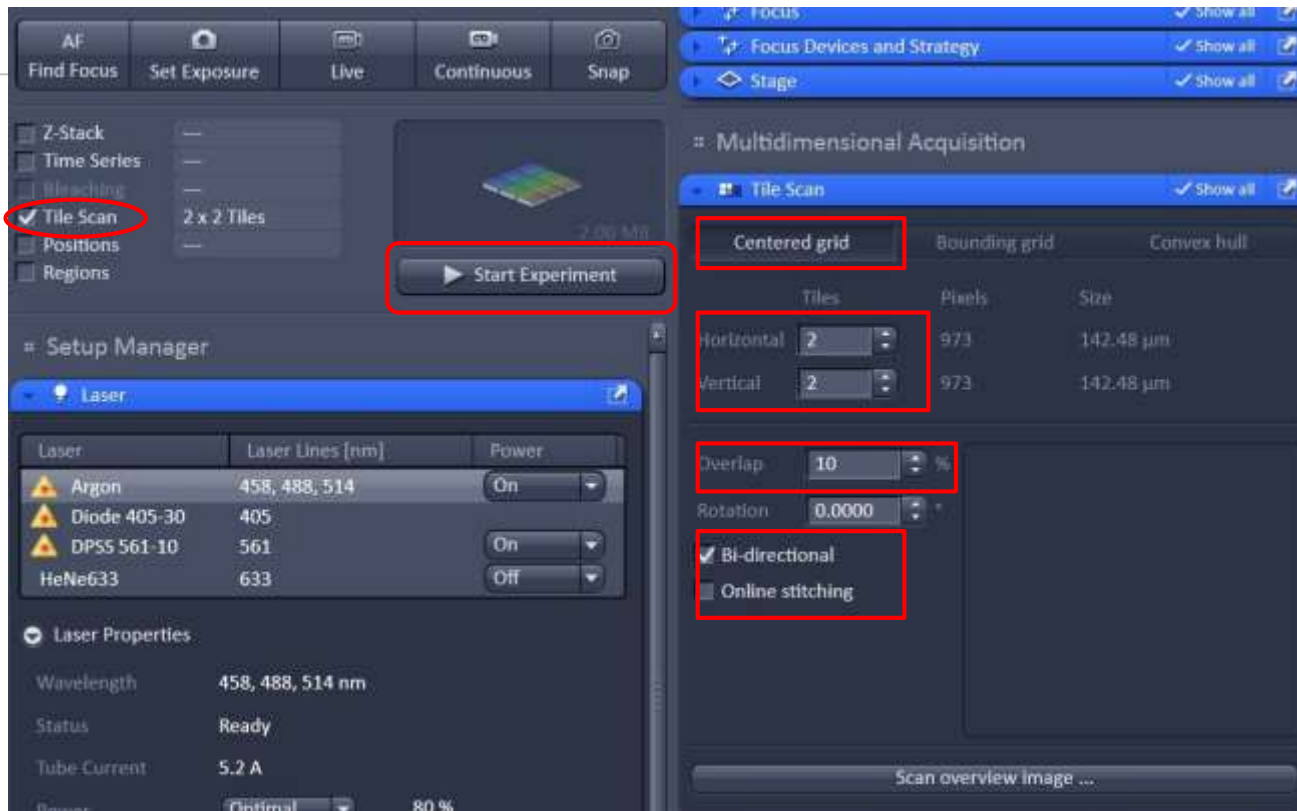 AF
Find Focus
Set Exposure
Live
Continuous
Snap
Z-Stack ---
Time Series ---
Bleaching ---
Tile Scan 2 x 2 Tiles
Positions ---
Regions
2.00 MB
Start Experiment
Setup Manager
Laser
Laser Laser Lines [nm] Power
Argon 458, 488, 514 On
Diode 405-30 405
DPSS 561-10 561 On
HeNe633 633 Off
Laser Properties
Wavelength 458, 488, 514 nm
Status Ready
Tube Current 5.2 A
Power Optimal 80 %
Focus Show all
Focus Devices and Strategy Show all
Stage Show all
Multidimensional Acquisition
Tile Scan Show all
Centered grid Bounding grid Convex hull
Tiles Pixels Size
Horizontal 2 973 142.48 µm
Vertical 2 973 142.48 µm
Overlap 10 %
Rotation 0.0000 °
Bi-directional
Online stitching
Scan overview image ...